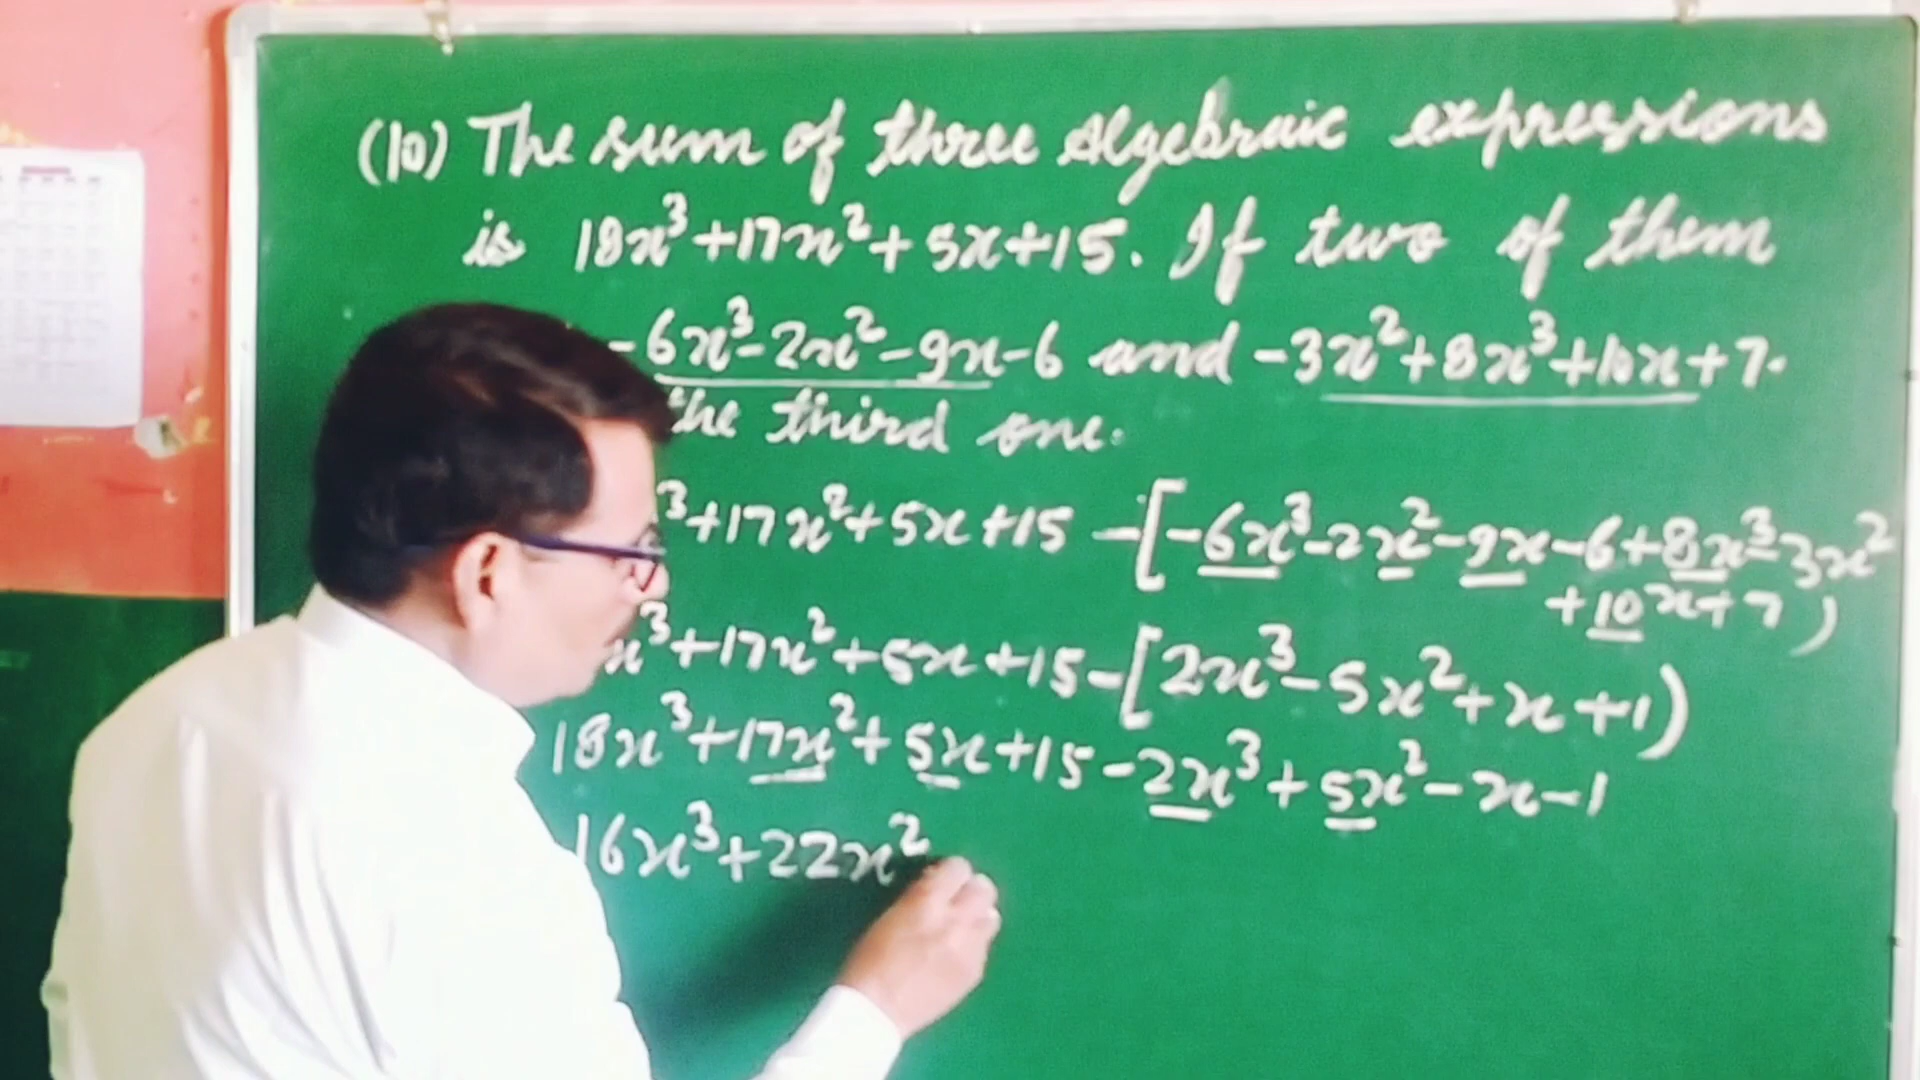 (10) The sum of three algebraic expressions
is 18x³+17x²+5x+15. If two of them
-6x³-2x²-9x-6 and -3x²+8x³+10x+7.
the third one.
³+17x²+5x+15 -[-6x³-2x²-9x-6+8x³-3x²
+10x+7)
x³+17x²+5x+15-[2x³-5x²+x+1)
18x³+17x²+5x+15-2x³+5x²-x-1
16x³+22x²